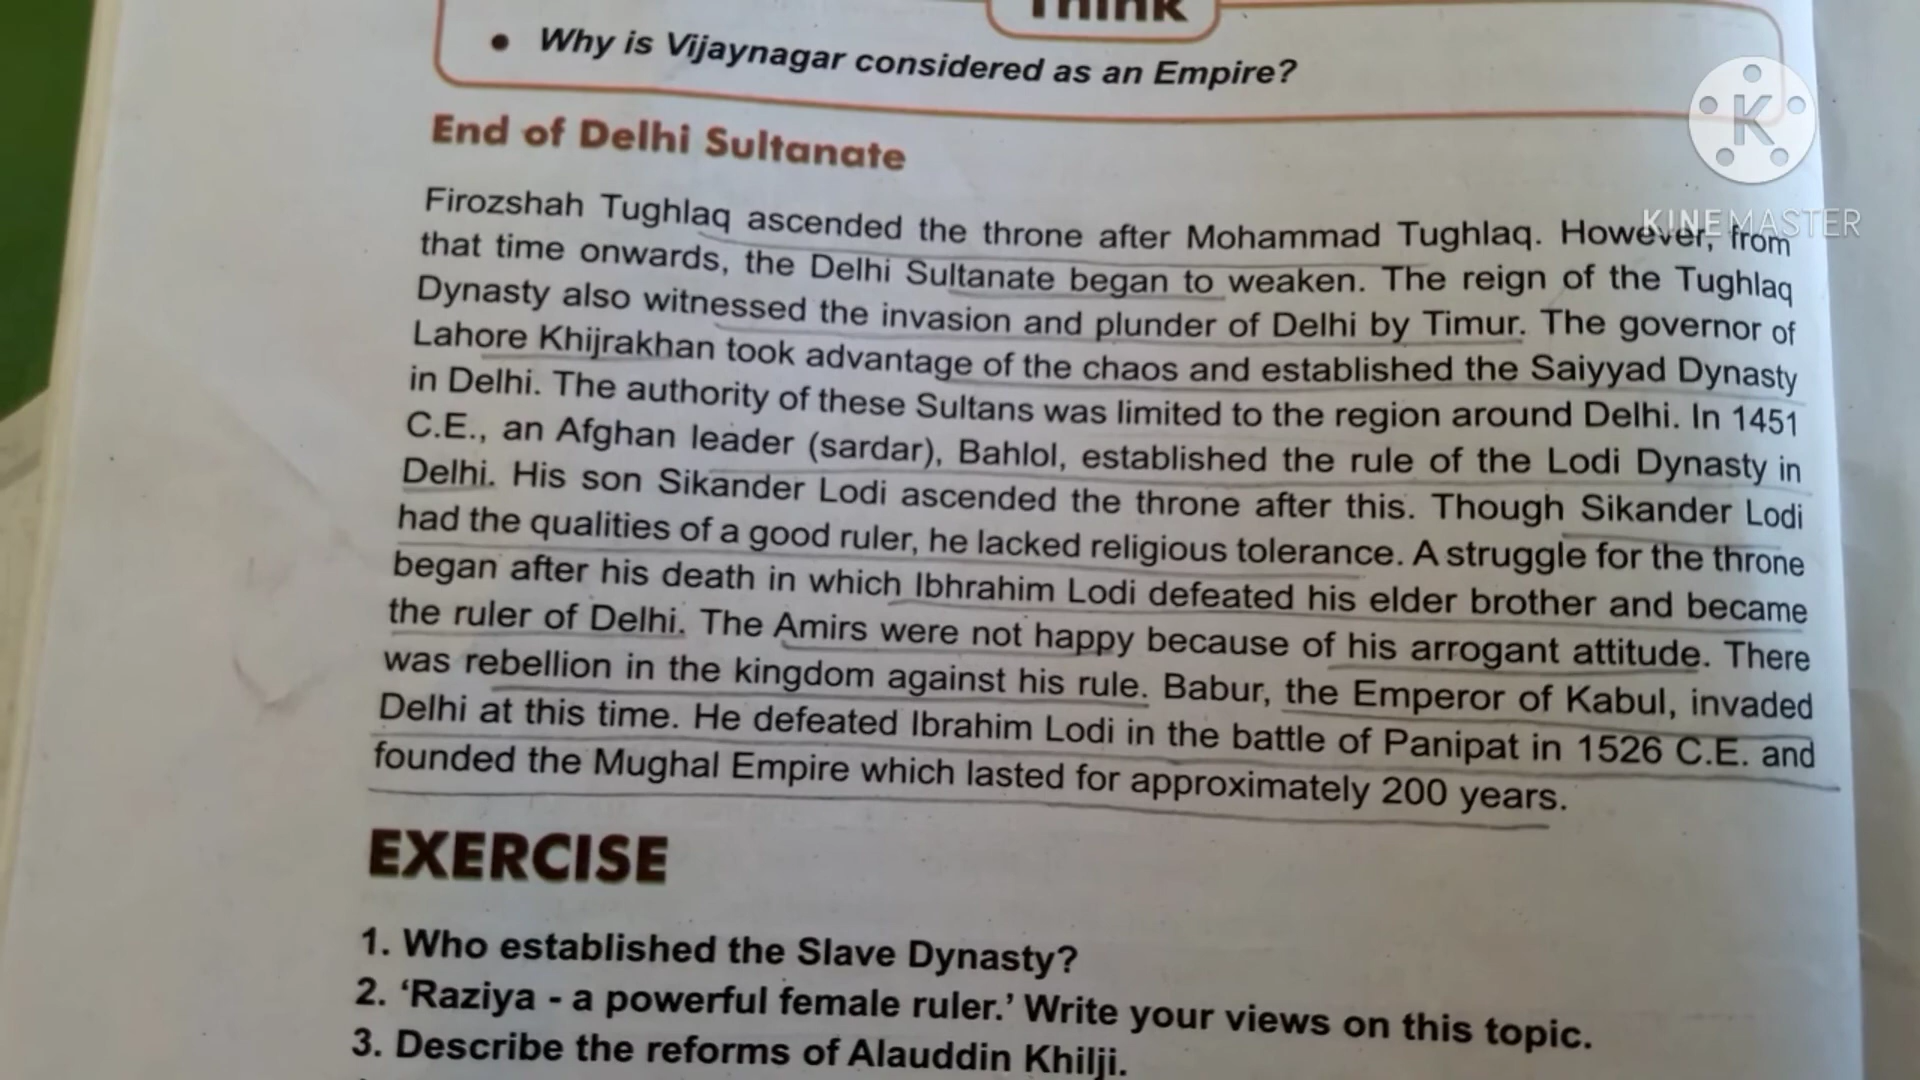 THINK
• Why is Vijaynagar considered as an Empire?
K
KINEMASTER
End of Delhi Sultanate
Firozshah Tughlaq ascended the throne after Mohammad Tughlaq. However, from
that time onwards, the Delhi Sultanate began to weaken. The reign of the Tughlaq
Dynasty also witnessed the invasion and plunder of Delhi by Timur. The governor of
Lahore Khijrakhan took advantage of the chaos and established the Saiyyad Dynasty
in Delhi. The authority of these Sultans was limited to the region around Delhi. In 1451
C.E., an Afghan leader (sardar), Bahlol, established the rule of the Lodi Dynasty in
Delhi. His son Sikander Lodi ascended the throne after this. Though Sikander Lodi
had the qualities of a good ruler, he lacked religious tolerance. A struggle for the throne
began after his death in which Ibhrahim Lodi defeated his elder brother and became
the ruler of Delhi. The Amirs were not happy because of his arrogant attitude. There
was rebellion in the kingdom against his rule. Babur, the Emperor of Kabul, invaded
Delhi at this time. He defeated Ibrahim Lodi in the battle of Panipat in 1526 C.E. and
founded the Mughal Empire which lasted for approximately 200 years.
EXERCISE
1. Who established the Slave Dynasty?
2. ‘Raziya - a powerful female ruler.’ Write your views on this topic.
3. Describe the reforms of Alauddin Khilji.